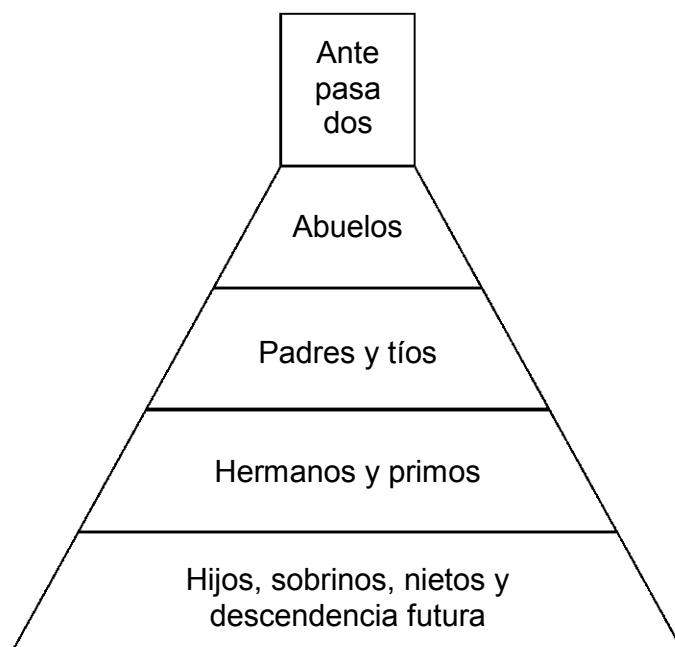 Ante
pasa
dos
Abuelos
Padres y tíos
Hermanos y primos
Hijos, sobrinos, nietos y
descendencia futura